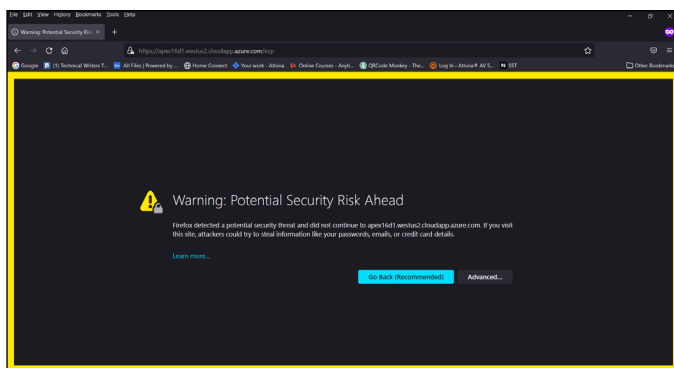 File Edit View History Bookmarks Tools Help
Warning: Potential Security Risk
https://apex16d1.westus2.cloudapp.azure.com/ecp
Google (1) Technical Writers T... All Files | Powered by ... Home Connect Your work - Atlona Online Courses - Anyti... QRCode Monkey - The... Log In ‹ Atlona® AV S... N SST Other Bookmarks
Warning: Potential Security Risk Ahead
Firefox detected a potential security threat and did not continue to apex16d1.westus2.cloudapp.azure.com. If you visit
this site, attackers could try to steal information like your passwords, emails, or credit card details.
Learn more...
Go Back (Recommended) Advanced...